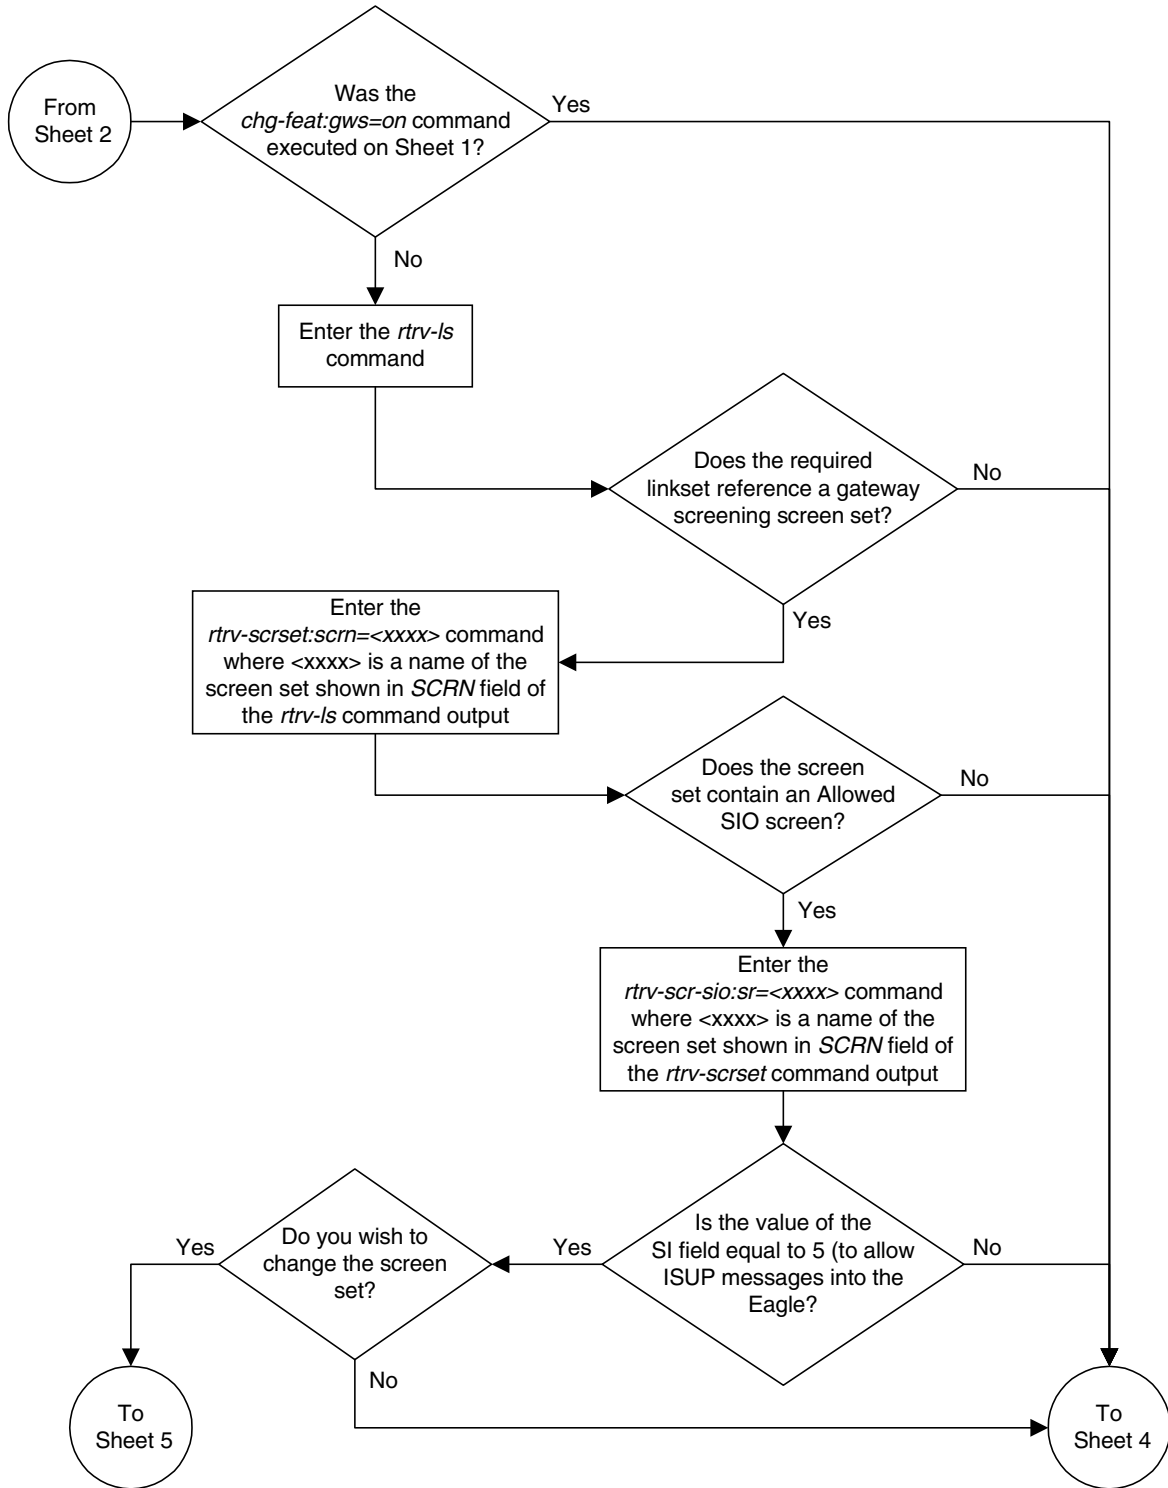 From
Sheet 2
Was the
chg-feat:gws=on command
executed on Sheet 1?
Yes
No
Enter the rtrv-ls
command
Does the required
linkset reference a gateway
screening screen set?
No
Yes
Enter the
rtrv-scrset:scrn=<xxxx> command
where <xxxx> is a name of the
screen set shown in SCRN field of
the rtrv-ls command output
Does the screen
set contain an Allowed
SIO screen?
No
Yes
Enter the
rtrv-scr-sio:sr=<xxxx> command
where <xxxx> is a name of the
screen set shown in SCRN field of
the rtrv-scrset command output
Is the value of the
SI field equal to 5 (to allow
ISUP messages into the
Eagle?
No
Yes
Do you wish to
change the screen
set?
Yes
No
To
Sheet 5
To
Sheet 4